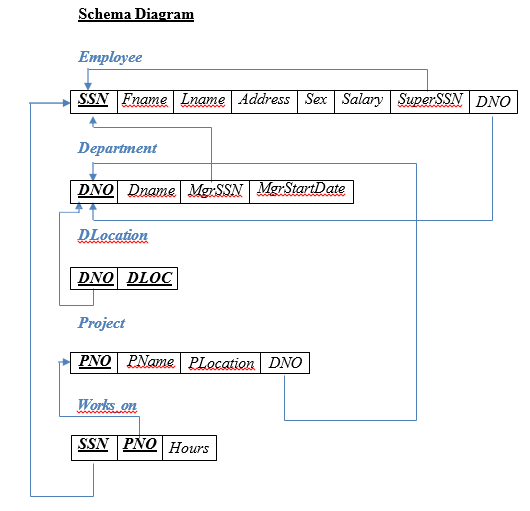 Schema Diagram
Employee
SSN Fname Lname Address Sex Salary SuperSSN DNO
Department
DNO Dname MgrSSN MgrStartDate
DLocation
DNO DLOC
Project
PNO PName PLocation DNO
Works_on
SSN PNO Hours